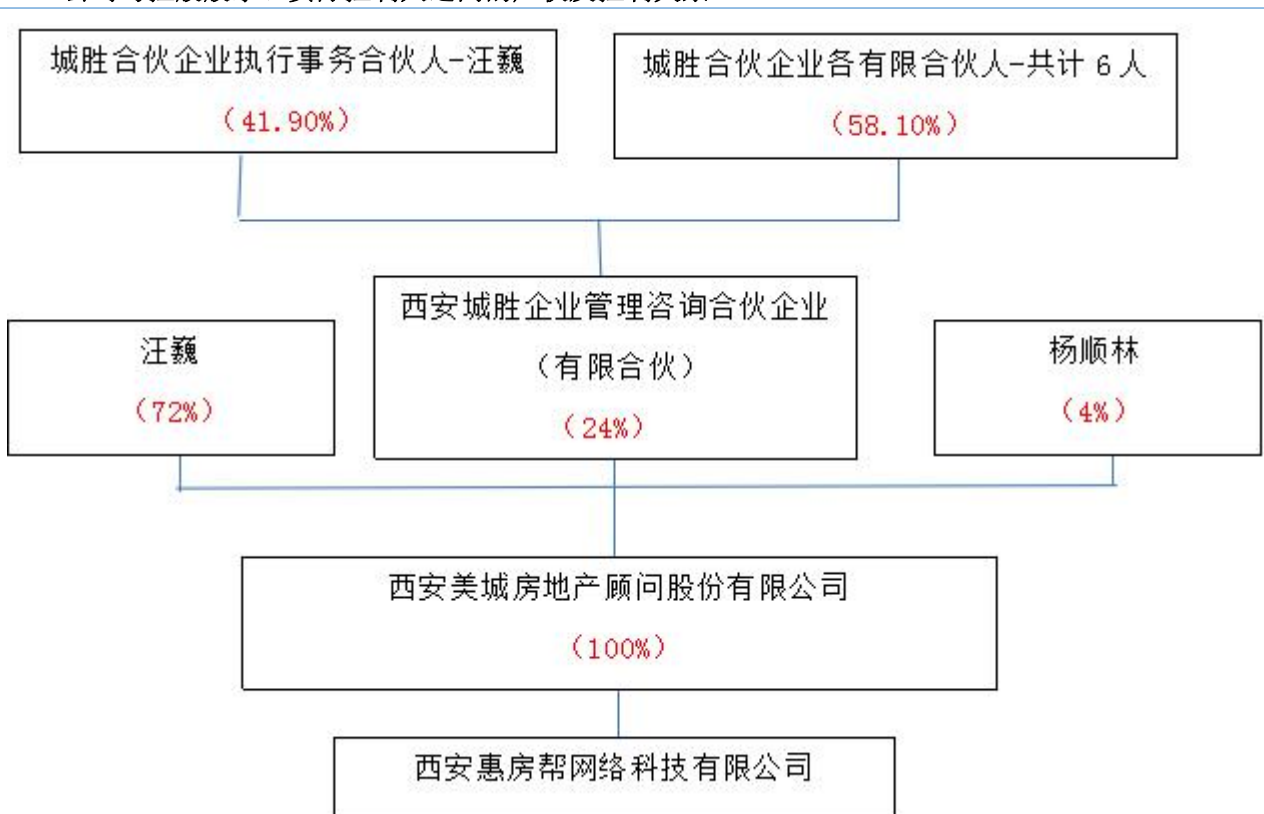 城胜合伙企业执行事务合伙人-汪巍
（41.90%）
城胜合伙企业各有限合伙人-共计 6 人
（58.10%）
西安城胜企业管理咨询合伙企业
（有限合伙）
（24%）
汪巍
（72%）
杨顺林
（4%）
西安美城房地产顾问股份有限公司
（100%）
西安惠房帮网络科技有限公司